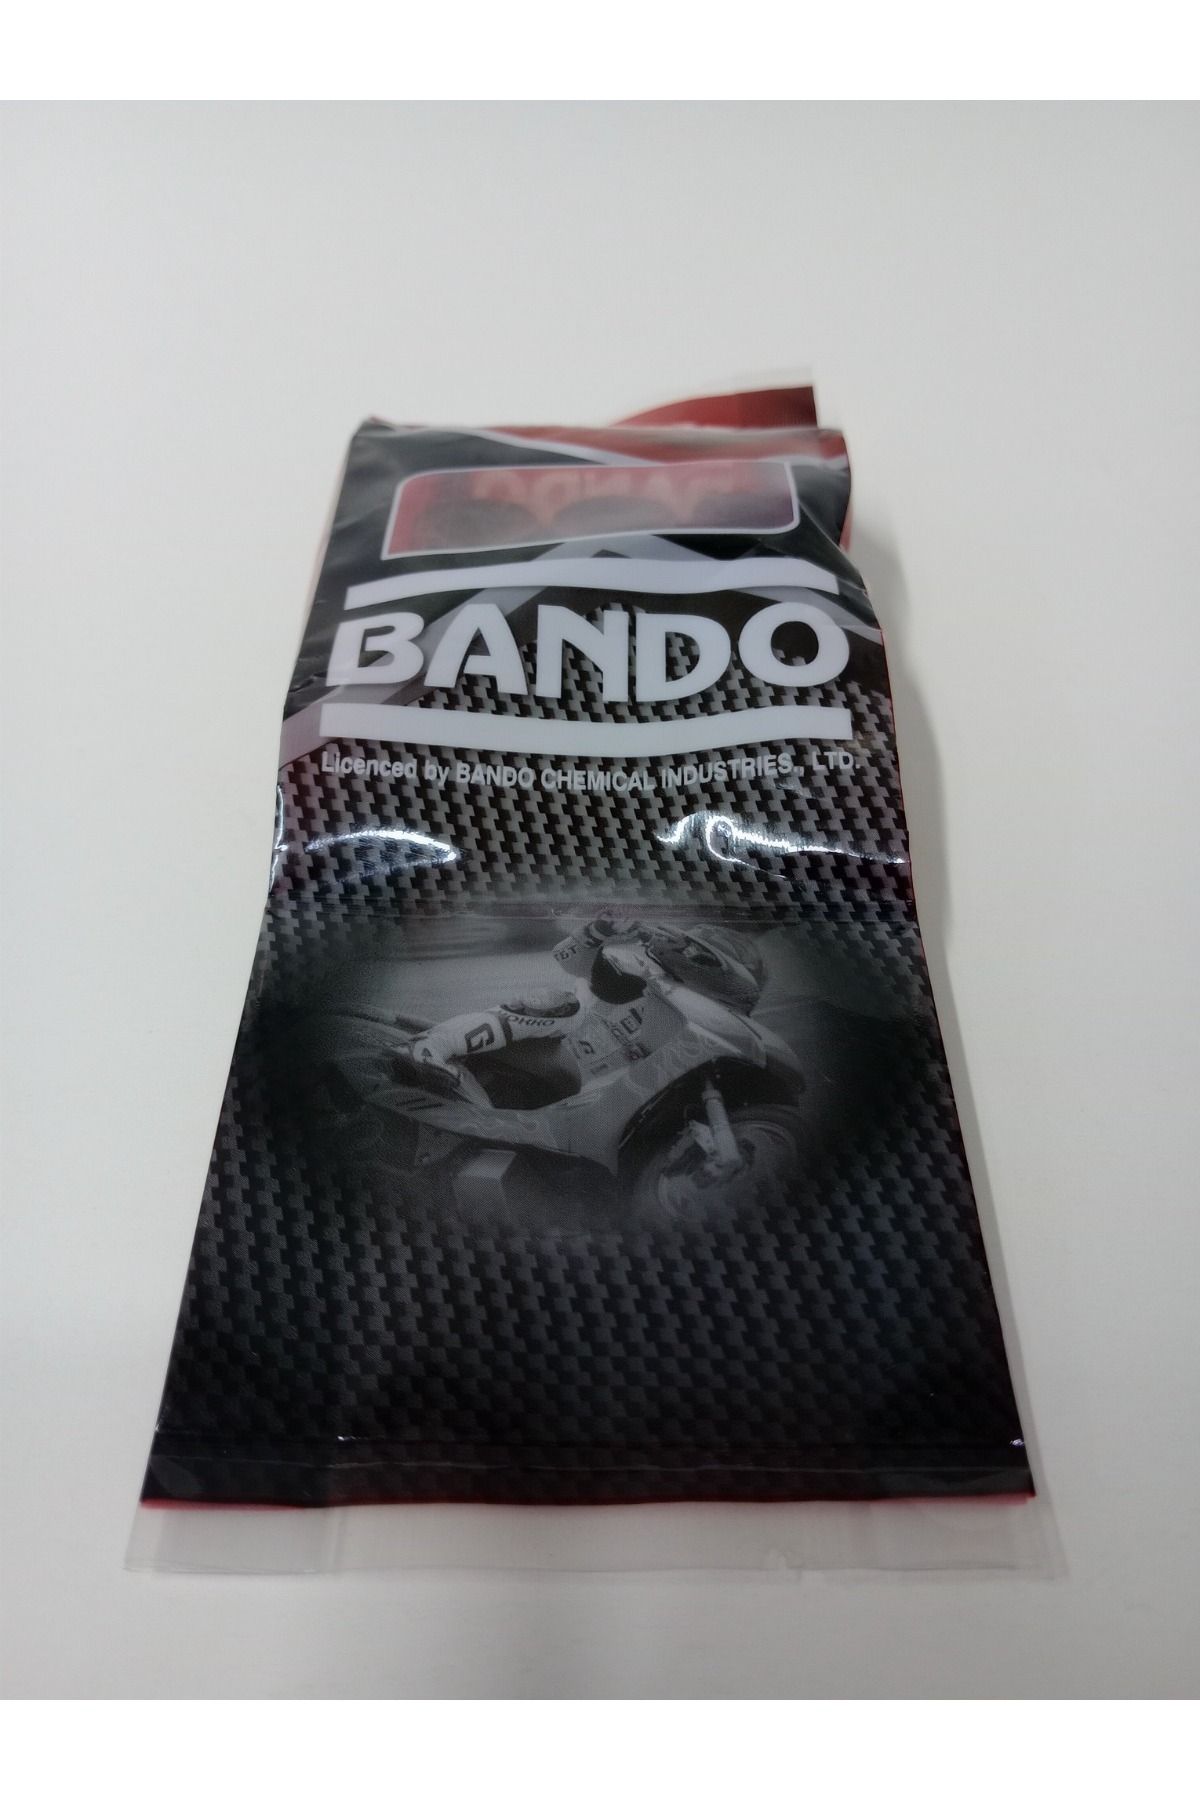 BANDO
Licenced by BANDO CHEMICAL INDUSTRIES., LTD.